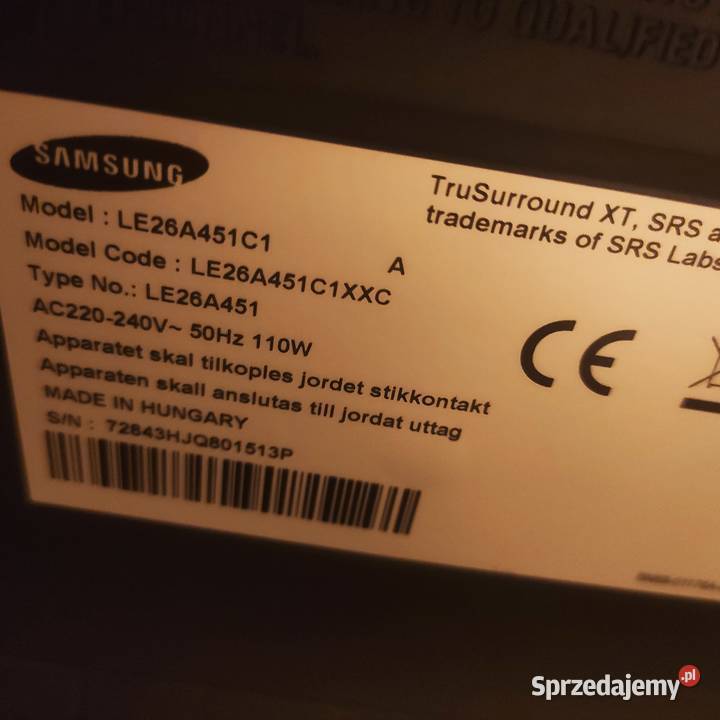 TO QUALIFIED
SAMSUNG
Model : LE26A451C1
A
Model Code : LE26A451C1XXC
Type No.: LE26A451
AC220-240V~ 50Hz 110W
Apparatet skal tilkoples jordet stikkontakt
Apparaten skall anslutas till jordat uttag
MADE IN HUNGARY
S/N : 72843HJQ801513P
TruSurround XT, SRS a
trademarks of SRS Labs
CE
Sprzedajemy.pl